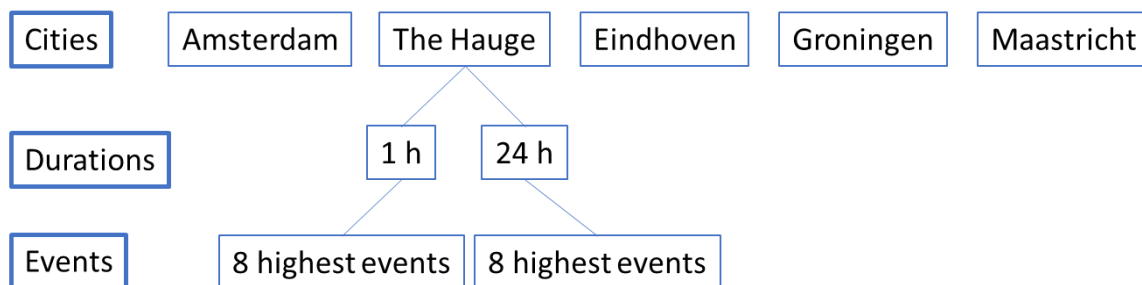 Cities
Amsterdam
The Hauge
Eindhoven
Groningen
Maastricht
Durations
1 h
24 h
Events
8 highest events
8 highest events